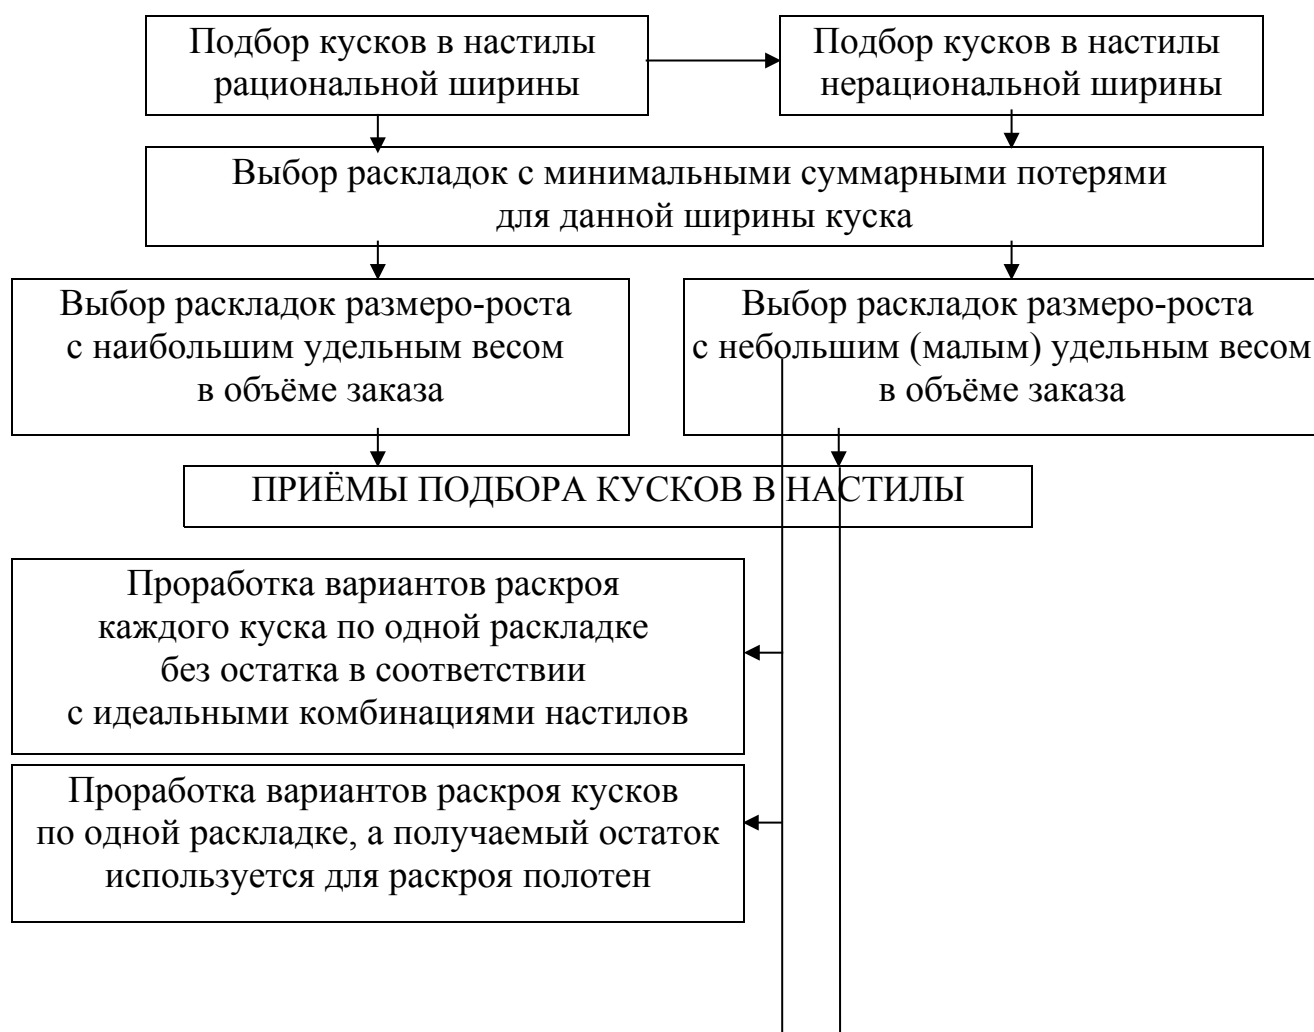 Подбор кусков в настилы
рациональной ширины
Подбор кусков в настилы
нерациональной ширины
Выбор раскладок с минимальными суммарными потерями
для данной ширины куска
Выбор раскладок размеро-роста
с наибольшим удельным весом
в объёме заказа
Выбор раскладок размеро-роста
с небольшим (малым) удельным весом
в объёме заказа
ПРИЁМЫ ПОДБОРА КУСКОВ В НАСТИЛЫ
Проработка вариантов раскроя
каждого куска по одной раскладке
без остатка в соответствии
с идеальными комбинациями настилов
Проработка вариантов раскроя кусков
по одной раскладке, а получаемый остаток
используется для раскроя полотен